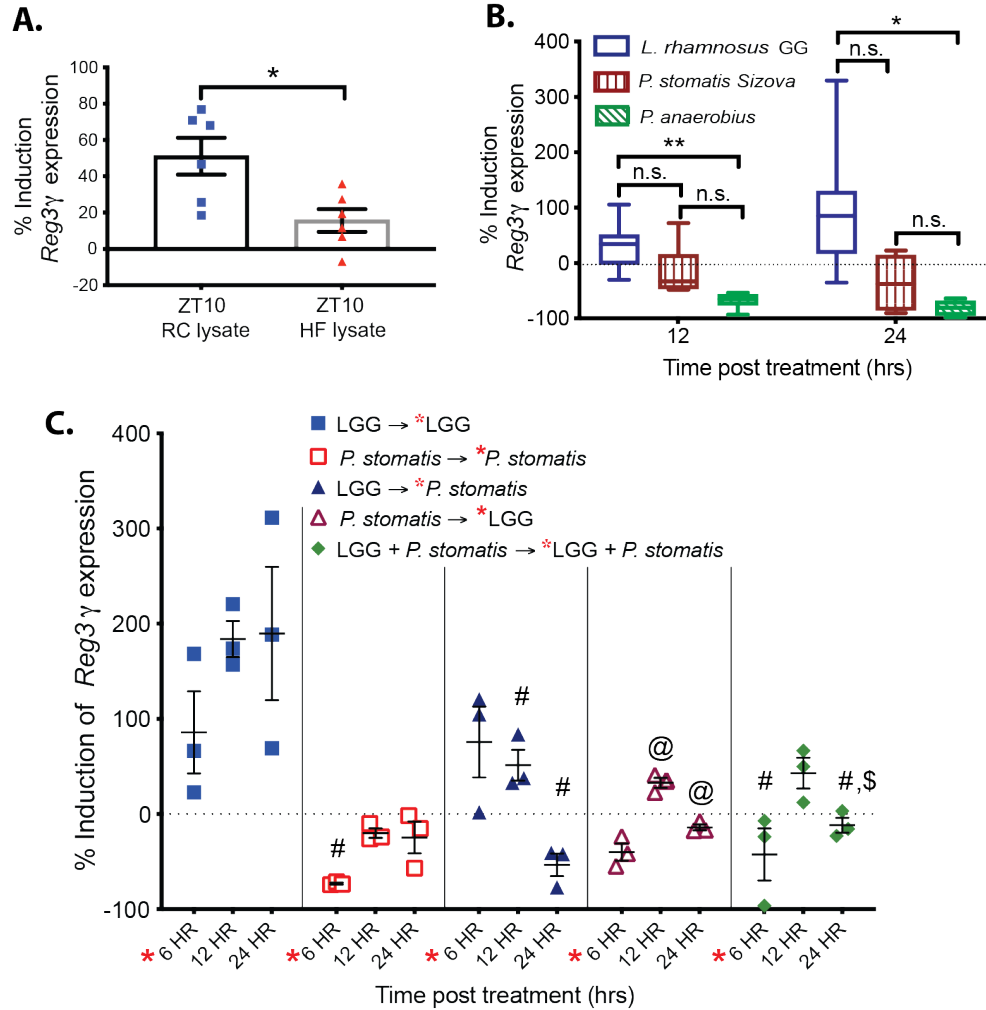 A.
% Induction
Reg3γ expression
100
80
60
40
20
0
-20
*
ZT10
RC lysate
ZT10
HF lysate
B.
% Induction
Reg3γ expression
400
300
200
100
0
-100
L. rhamnosus GG
P. stomatis Sizova
P. anaerobius
**
n.s.
n.s.
*
n.s.
n.s.
12
24
Time post treatment (hrs)
C.
% Induction of Reg3γ expression
400
300
200
100
0
-100
LGG → *LGG
P. stomatis → *P. stomatis
LGG → *P. stomatis
P. stomatis → *LGG
LGG + P. stomatis → *LGG + P. stomatis
#
#
#
@
@
#
#,$
* 6 HR
12 HR
24 HR
* 6 HR
12 HR
24 HR
* 6 HR
12 HR
24 HR
* 6 HR
12 HR
24 HR
* 6 HR
12 HR
24 HR
Time post treatment (hrs)